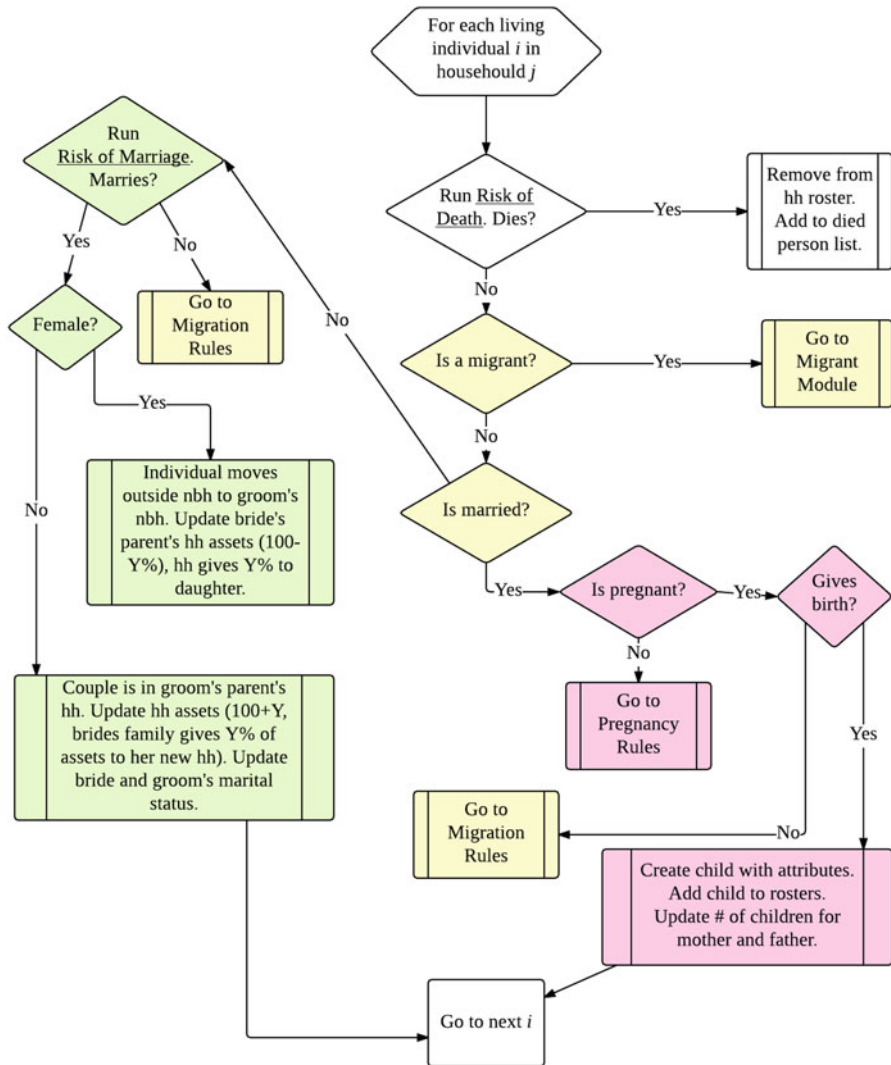 For each living
individual i in
househould j
Run
Risk of Marriage.
Marries?
Run Risk of
Death. Dies?
Yes
Remove from
hh roster.
Add to died
person list.
Yes
No
No
Female?
Go to
Migration
Rules
No
Is a migrant?
Yes
Go to
Migrant
Module
Yes
No
Individual moves
outside nbh to groom's
nbh. Update bride's
parent's hh assets (100-
Y%), hh gives Y% to
daughter.
No
Is married?
Yes
Is pregnant?
Yes
Gives
birth?
No
Go to
Pregnancy
Rules
Yes
Couple is in groom's parent's
hh. Update hh assets (100+Y,
brides family gives Y% of
assets to her new hh). Update
bride and groom's marital
status.
Go to
Migration
Rules
No
Create child with attributes.
Add child to rosters.
Update # of children for
mother and father.
Go to next i